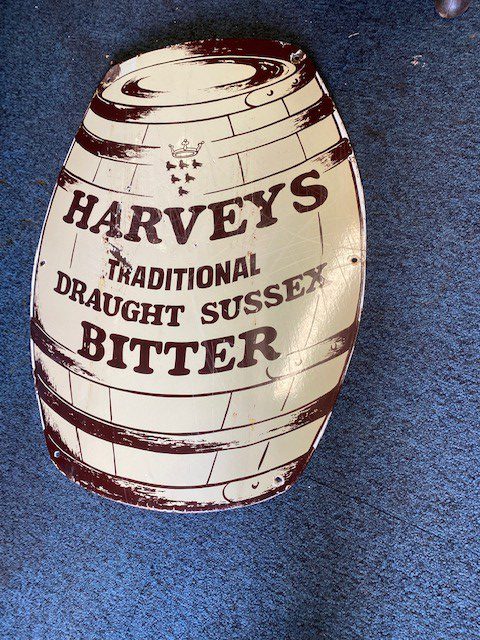 HARVEYS
TRADITIONAL
DRAUGHT SUSSEX
BITTER